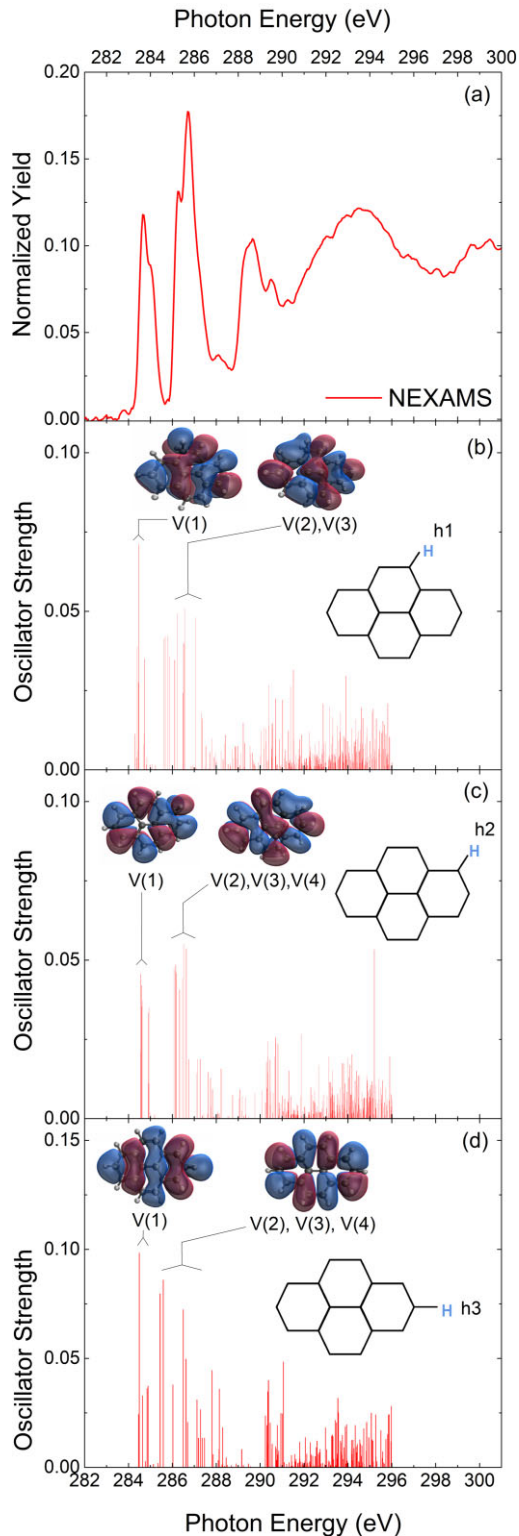 Photon Energy (eV)
282 284 286 288 290 292 294 296 298 300
(a)
0.20
0.15
0.10
0.05
0.00
Normalized Yield
NEXAMS
(b)
0.10
0.05
0.00
Oscillator Strength
V(1)
V(2),V(3)
h1
H
(c)
0.10
0.05
0.00
Oscillator Strength
V(1)
V(2),V(3),V(4)
h2
H
(d)
0.15
0.10
0.05
0.00
Oscillator Strength
V(1)
V(2), V(3), V(4)
h3
H
282 284 286 288 290 292 294 296 298 300
Photon Energy (eV)